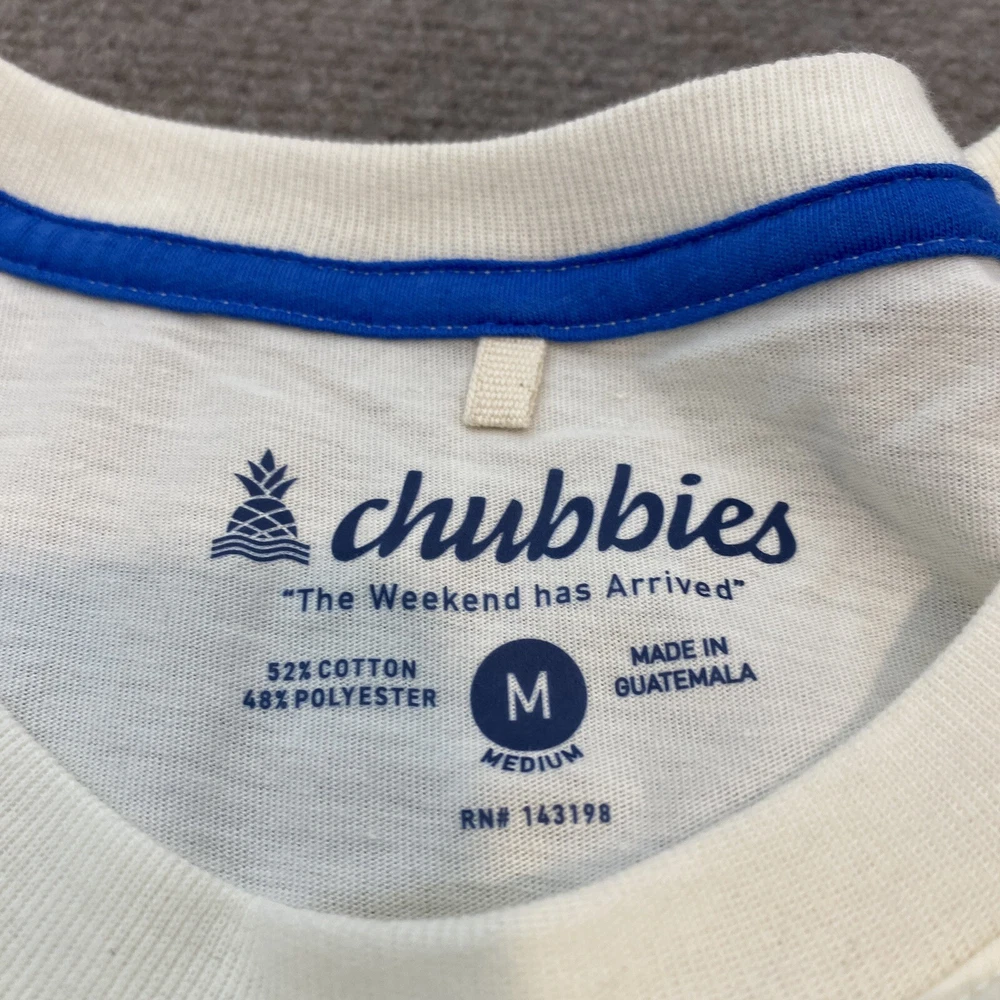 chubbies
"The Weekend has Arrived"
52% COTTON
48% POLYESTER
M
MEDIUM
MADE IN
GUATEMALA
RN# 143198